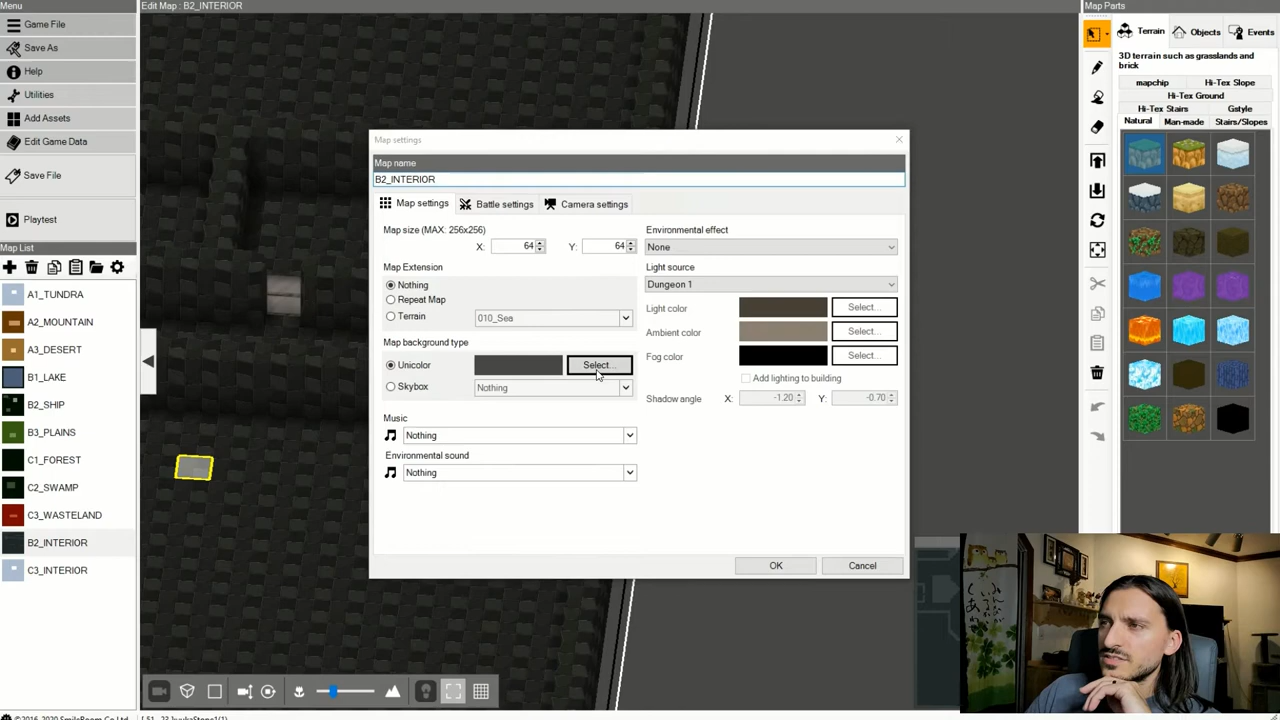 Menu
Edit Map : B2_INTERIOR
Map Parts
Game File
Save As
Help
Utilities
Add Assets
Edit Game Data
Save File
Playtest
Map List
A1_TUNDRA
A2_MOUNTAIN
A3_DESERT
B1_LAKE
B2_SHIP
B3_PLAINS
C1_FOREST
C2_SWAMP
C3_WASTELAND
B2_INTERIOR
C3_INTERIOR
Map settings
Map name
B2_INTERIOR
Map settings
Battle settings
Camera settings
Map size (MAX: 256x256)
X: 64
Y: 64
Map Extension
Nothing
Repeat Map
Terrain
010_Sea
Map background type
Unicolor
Select...
Skybox
Nothing
Music
Nothing
Environmental sound
Nothing
Environmental effect
None
Light source
Dungeon 1
Light color
Select...
Ambient color
Select...
Fog color
Select...
Add lighting to building
Shadow angle
X: -1.20
Y: -0.70
OK
Cancel
Terrain
Objects
Events
3D terrain such as grasslands and
brick
mapchip
Hi-Tex Slope
Hi-Tex Ground
Hi-Tex Stairs
Gstyle
Natural
Man-made
Stairs/Slopes